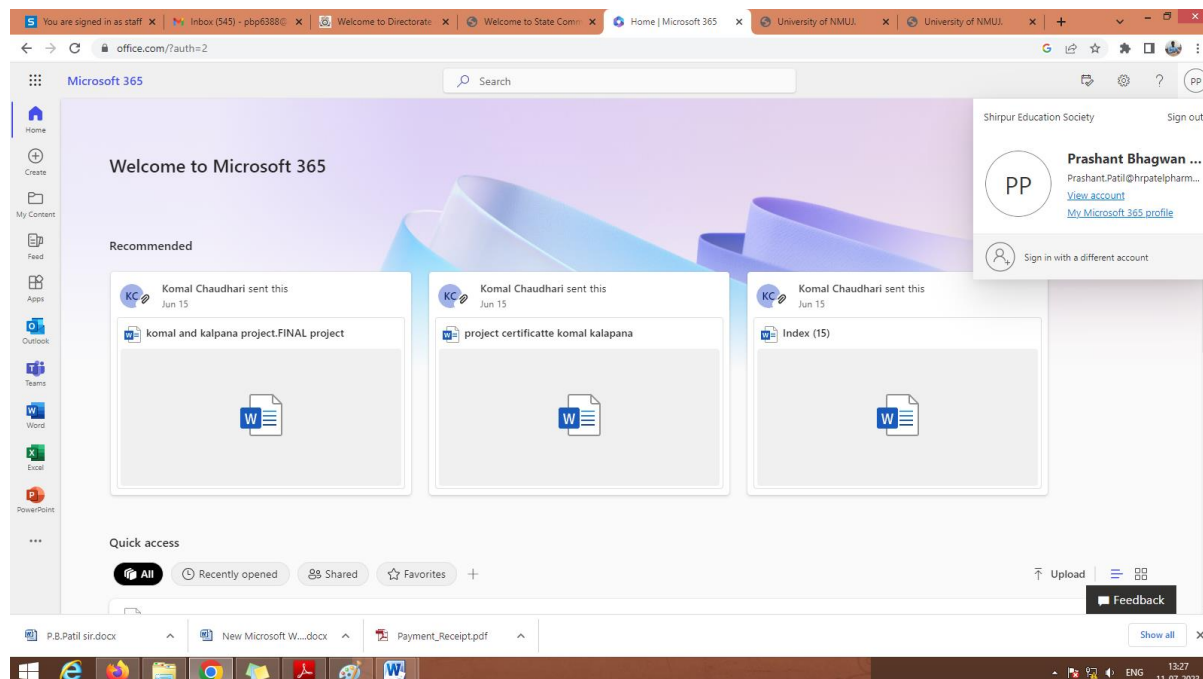 You are signed in as staff
Inbox (545) - pbp6388@
Welcome to Directorate
Welcome to State Comm
Home | Microsoft 365
University of NMUJ.
University of NMUJ.
office.com/?auth=2
Microsoft 365
Search
PP
Home
Create
My Content
Feed
Apps
Outlook
Teams
Word
Excel
PowerPoint
Welcome to Microsoft 365
Shirpur Education Society
Sign out
PP
Prashant Bhagwan ...
Prashant.Patil@hrpatelpharm...
View account
My Microsoft 365 profile
Sign in with a different account
Recommended
KC
Komal Chaudhari sent this
Jun 15
komal and kalpana project.FINAL project
KC
Komal Chaudhari sent this
Jun 15
project certificatte komal kalapana
KC
Komal Chaudhari sent this
Jun 15
Index (15)
Quick access
All
Recently opened
Shared
Favorites
Upload
Feedback
P.B.Patil sir.docx
New Microsoft W....docx
Payment_Receipt.pdf
Show all
ENG
13:27